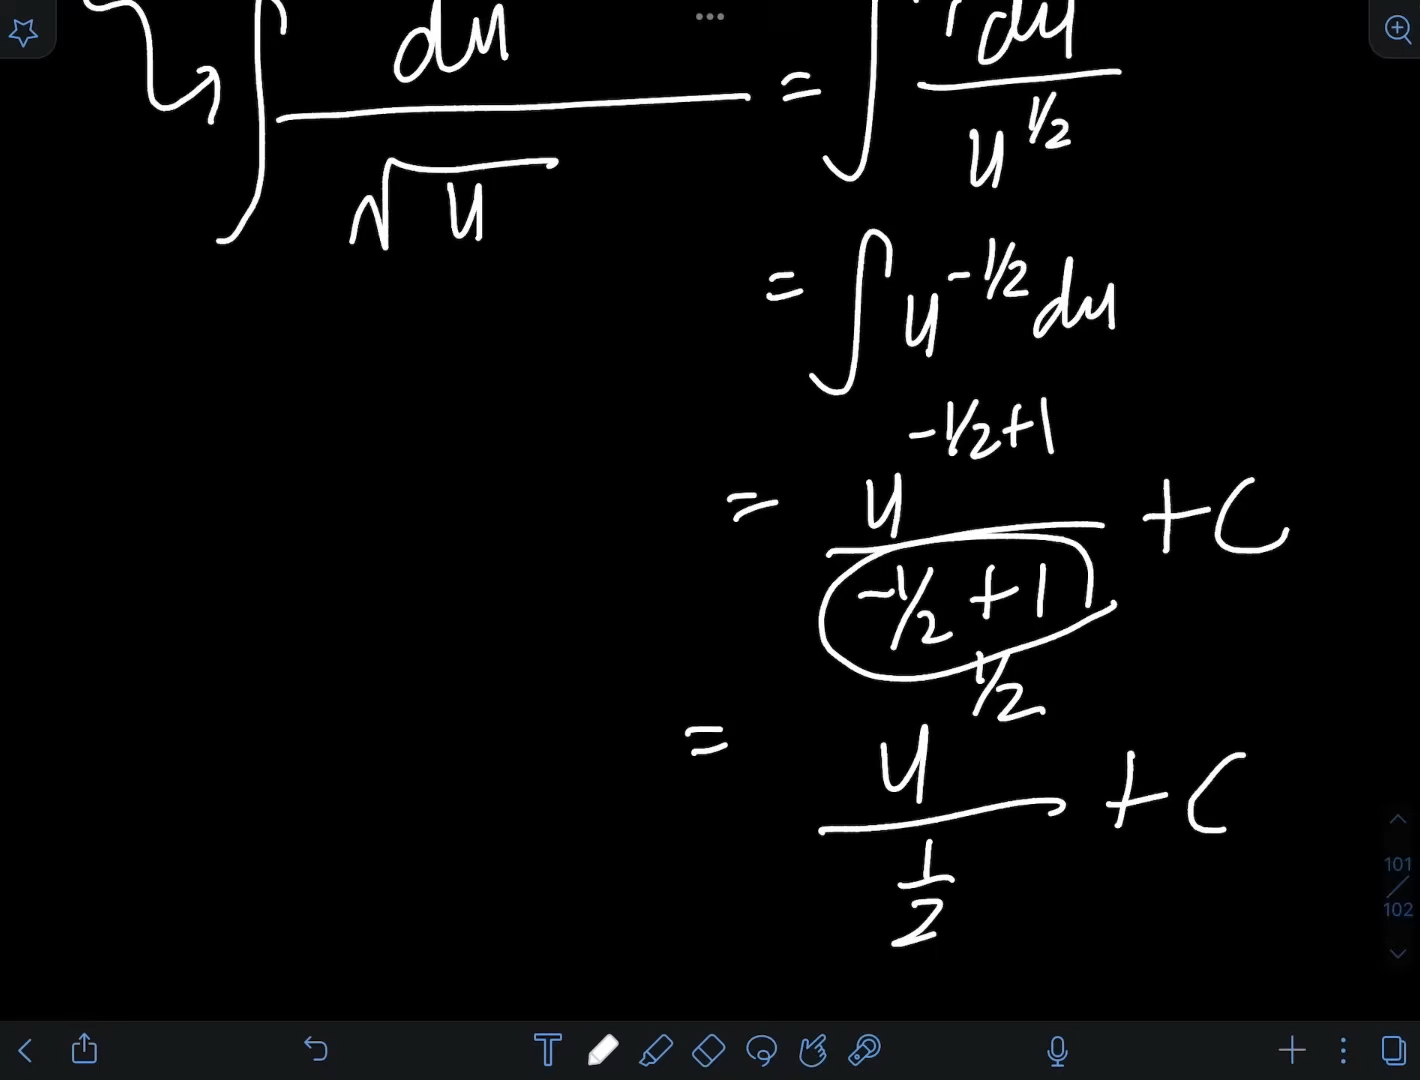 ∫ du / √u = ∫ du / u^1/2
= ∫ u^-1/2 du
= u^-1/2+1 / -1/2 + 1 + C
= u^1/2 / 1/2 + C
101
102
T